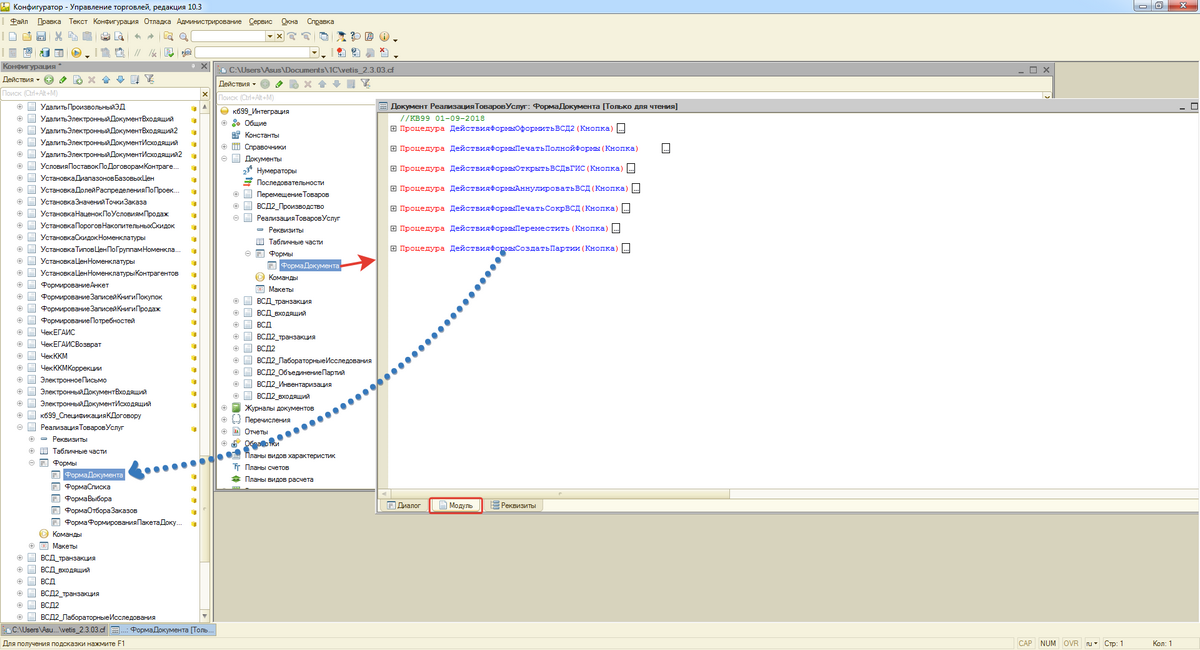 Конфигуратор - Управление торговлей, редакция 10.3
Файл Правка Текст Конфигурация Отладка Администрирование Сервис Окна Справка
Конфигурация *
Действия
Поиск (Ctrl+Alt+M)
УдалитьПроизвольныйЭД
УдалитьЭлектронныйДокументВходящий
УдалитьЭлектронныйДокументВходящий2
УдалитьЭлектронныйДокументИсходящий
УдалитьЭлектронныйДокументИсходящий2
УсловияПоставокПоДоговорамКонтраге...
УстановкаДиапазоновБазовыхЦен
УстановкаДолейРаспределенияПоПроек...
УстановкаЗначенийТочкиЗаказа
УстановкаНаценокПоУсловиямПродаж
УстановкаПороговНакопительныхСкидок
УстановкаСкидокНоменклатуры
УстановкаТиповЦенПоГруппамНоменкла...
УстановкаЦенНоменклатуры
УстановкаЦенНоменклатурыКонтрагентов
ФормированиеАнкет
ФормированиеЗаписейКнигиПокупок
ФормированиеЗаписейКнигиПродаж
ФормированиеПотребностей
ЧекЕГАИС
ЧекЕГАИСВозврат
ЧекККМ
ЧекККМКоррекции
ЭлектронноеПисьмо
ЭлектронныйДокументВходящий
ЭлектронныйДокументИсходящий
кб99_СпецификацияКДоговору
РеализацияТоваровУслуг
Реквизиты
Табличные части
Формы
ФормаДокумента
ФормаСписка
ФормаВыбора
ФормаОтбораЗаказов
ФормаФормированияПакетаДоку...
Команды
Макеты
ВСД_транзакция
ВСД_входящий
ВСД
ВСД2_транзакция
ВСД2
ВСД2_ЛабораторныеИсследования
C:\Users\Asus\Documents\1C\vetis_2.3.03.cf
Действия
Поиск (Ctrl+Alt+M)
кб99_Интеграция
Общие
Константы
Справочники
Документы
Нумераторы
Последовательности
ПеремещениеТоваров
ВСД2_Производство
РеализацияТоваровУслуг
Реквизиты
Табличные части
Формы
ФормаДокумента
Команды
Макеты
ВСД_транзакция
ВСД_входящий
ВСД
ВСД2_транзакция
ВСД2
ВСД2_ЛабораторныеИсследования
ВСД2_ОбъединениеПартий
ВСД2_Инвентаризация
ВСД2_входящий
Журналы документов
Перечисления
Отчеты
Обработки
Планы видов характеристик
Планы счетов
Планы видов расчета
Документ РеализацияТоваровУслуг: ФормаДокумента [Только для чтения]
//КВ99 01-09-2018
Процедура ДействияФормыОформитьВСД2(Кнопка) ...
Процедура ДействияФормыПечатьПолнойФормы(Кнопка) ...
Процедура ДействияФормыОткрытьВСДвГИС(Кнопка) ...
Процедура ДействияФормыАннулироватьВСД(Кнопка) ...
Процедура ДействияФормыПечатьСокрВСД(Кнопка) ...
Процедура ДействияФормыПереместить(Кнопка) ...
Процедура ДействияФормыСоздатьПартии(Кнопка) ...
Диалог Модуль Реквизиты
C:\Users\Asu...\vetis_2.3.03.cf ...: ФормаДокумента [Толь...
Для получения подсказки нажмите F1 CAP NUM OVR ru Стр: 1 Кол: 1